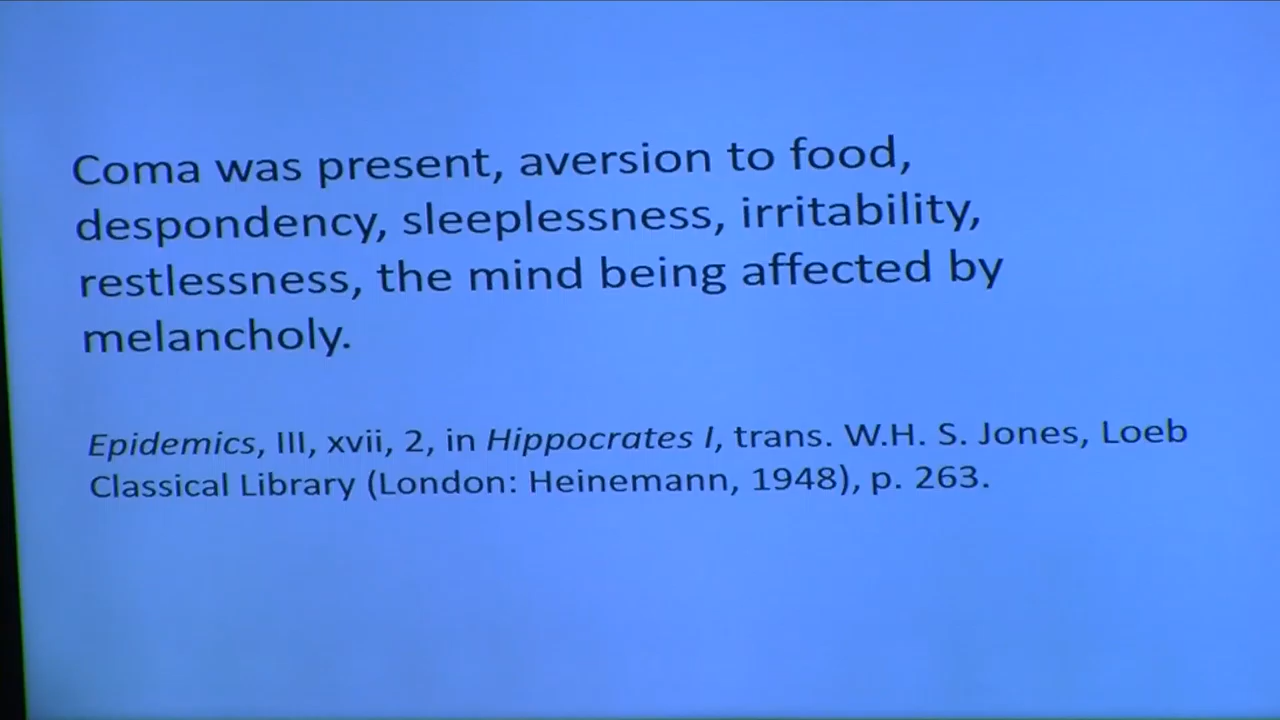 Coma was present, aversion to food,
despondency, sleeplessness, irritability,
restlessness, the mind being affected by
melancholy.
Epidemics, III, xvii, 2, in Hippocrates I, trans. W.H. S. Jones, Loeb
Classical Library (London: Heinemann, 1948), p. 263.